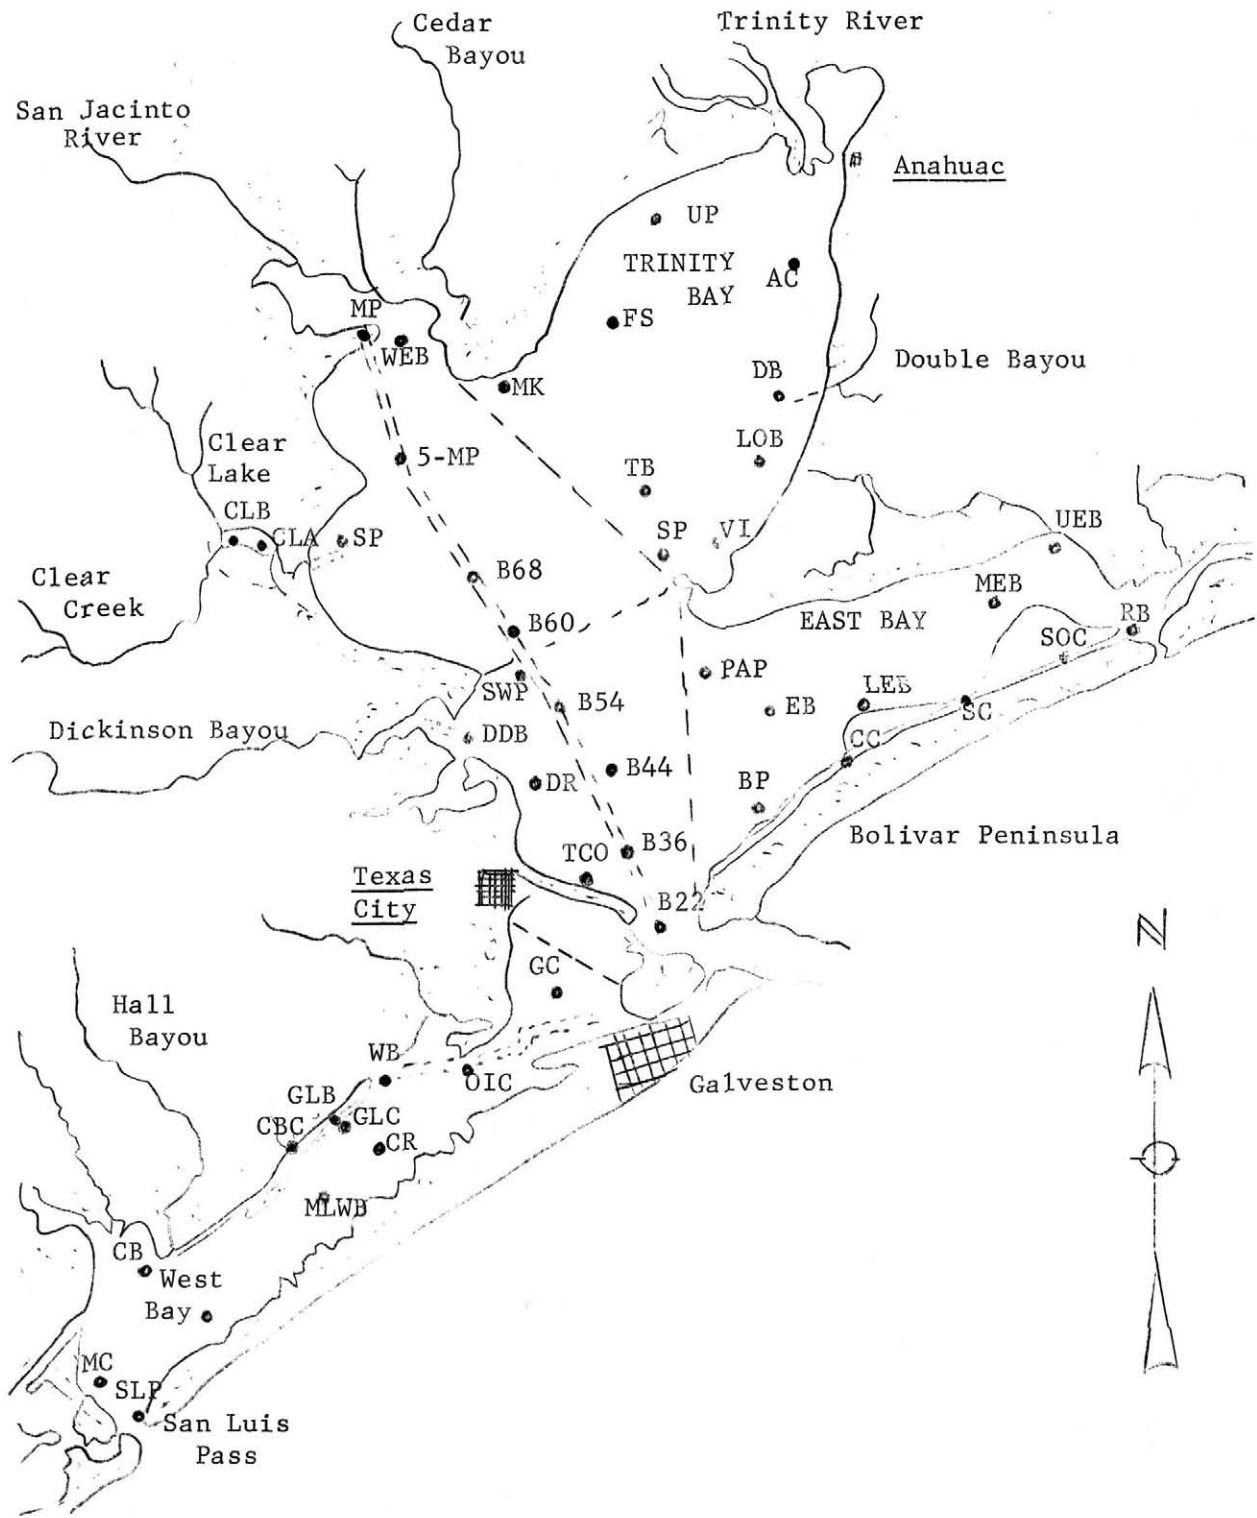 Cedar
Bayou
Trinity River
San Jacinto
River
Anahuac
UP
TRINITY
BAY
AC
MP
FS
WEB
DB
Double Bayou
MK
Clear
Lake
5-MP
LOB
TB
CLB
CLA
SP
SP
VI
UEB
Clear
Creek
B68
MEB
B60
EAST BAY
RB
SOC
PAP
SWP
B54
EB
LEB
SC
Dickinson Bayou
DDB
CC
DR
B44
BP
Bolivar Peninsula
TCO
B36
Texas
City
B22
N
GC
Hall
Bayou
WB
OIC
Galveston
GLB
GLC
CBC
CR
MLWB
CB
West
Bay
MC
SLP
San Luis
Pass